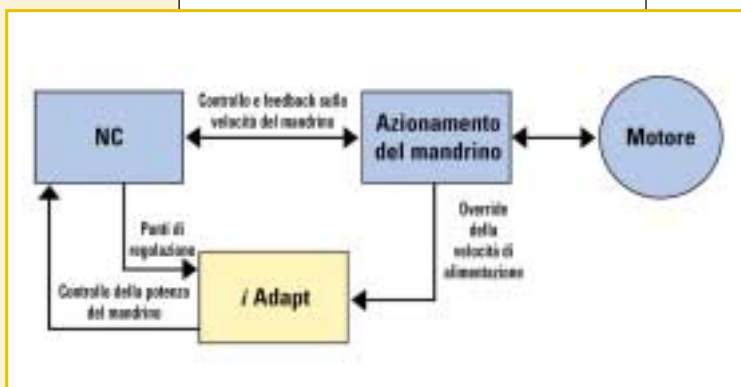 Controllo e feedback sulla
velocità del mandrino
NC
Azionamento
del mandrino
Motore
Punti di
regolazione
Override
della
velocità di
alimentazione
i Adapt
Controllo della potenza
del mandrino